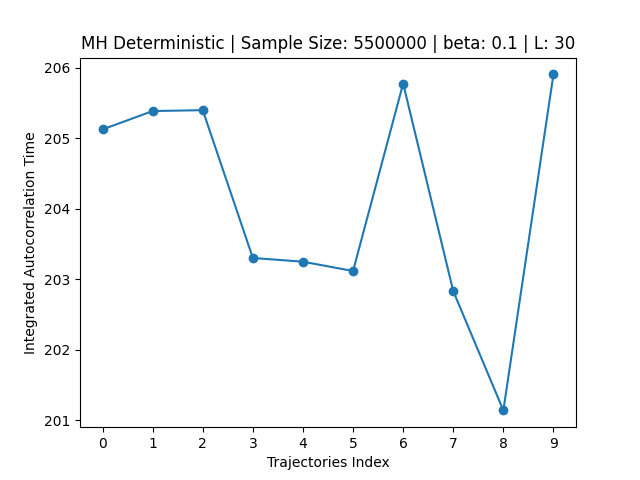 MH Deterministic | Sample Size: 5500000 | beta: 0.1 | L: 30
Integrated Autocorrelation Time
206
205
204
203
202
201
0 1 2 3 4 5 6 7 8 9
Trajectories Index